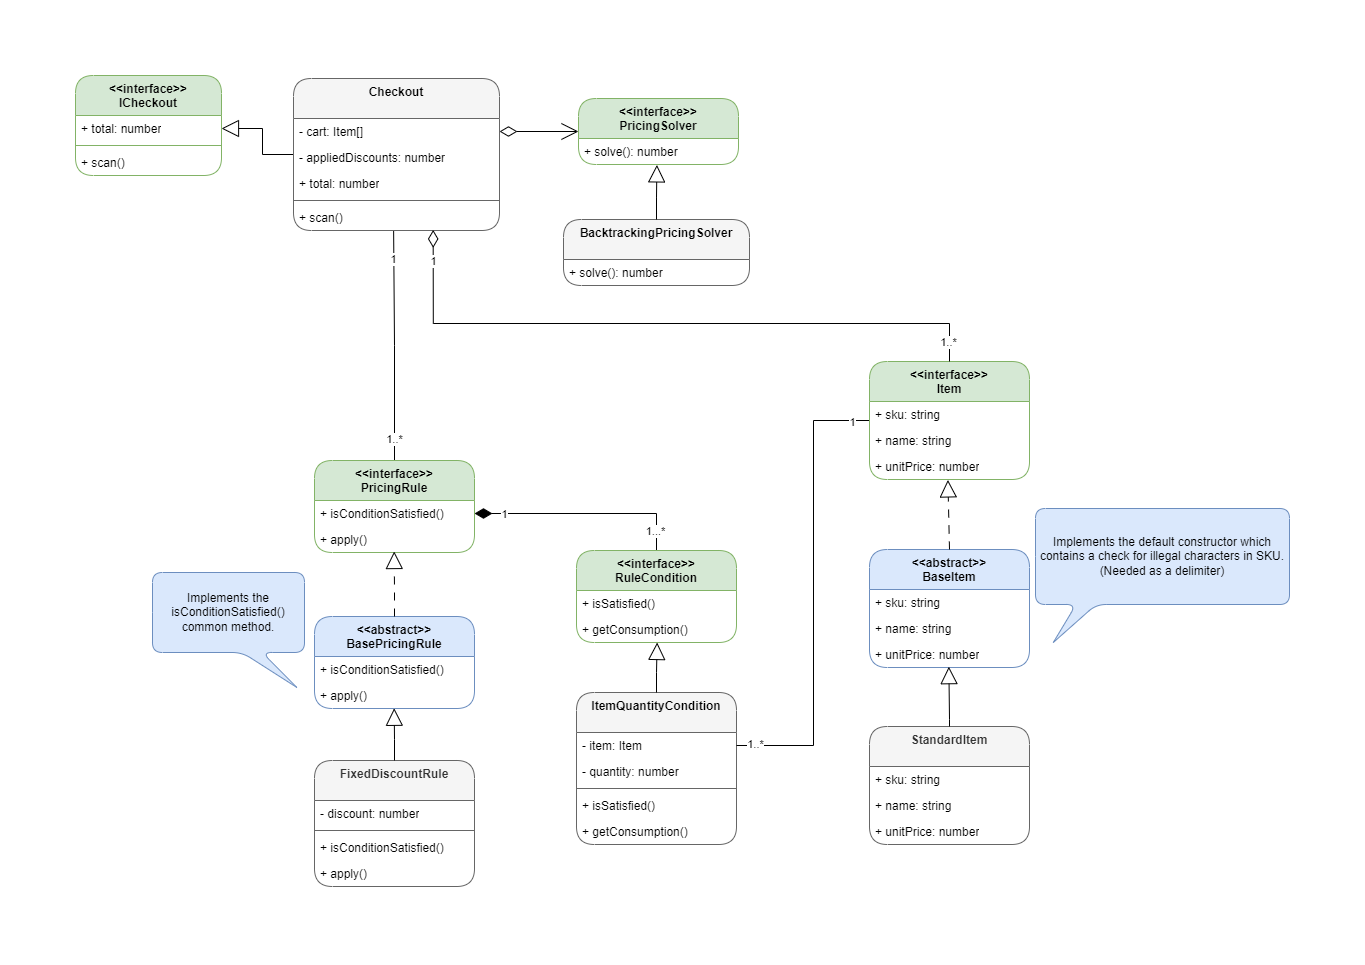 <<interface>>
ICheckout
+ total: number
+ scan()
Checkout
- cart: Item[]
- appliedDiscounts: number
+ total: number
+ scan()
<<interface>>
PricingSolver
+ solve(): number
BacktrackingPricingSolver
+ solve(): number
1
1
1..*
1..*
<<interface>>
Item
+ sku: string
+ name: string
+ unitPrice: number
1
<<interface>>
PricingRule
+ isConditionSatisfied()
+ apply()
1
1...*
<<interface>>
RuleCondition
+ isSatisfied()
+ getConsumption()
Implements the
isConditionSatisfied()
common method.
<<abstract>>
BasePricingRule
+ isConditionSatisfied()
+ apply()
<<abstract>>
BaseItem
+ sku: string
+ name: string
+ unitPrice: number
Implements the default constructor which
contains a check for illegal characters in SKU.
(Needed as a delimiter)
ItemQuantityCondition
- item: Item
- quantity: number
+ isSatisfied()
+ getConsumption()
1..*
FixedDiscountRule
- discount: number
+ isConditionSatisfied()
+ apply()
StandardItem
+ sku: string
+ name: string
+ unitPrice: number